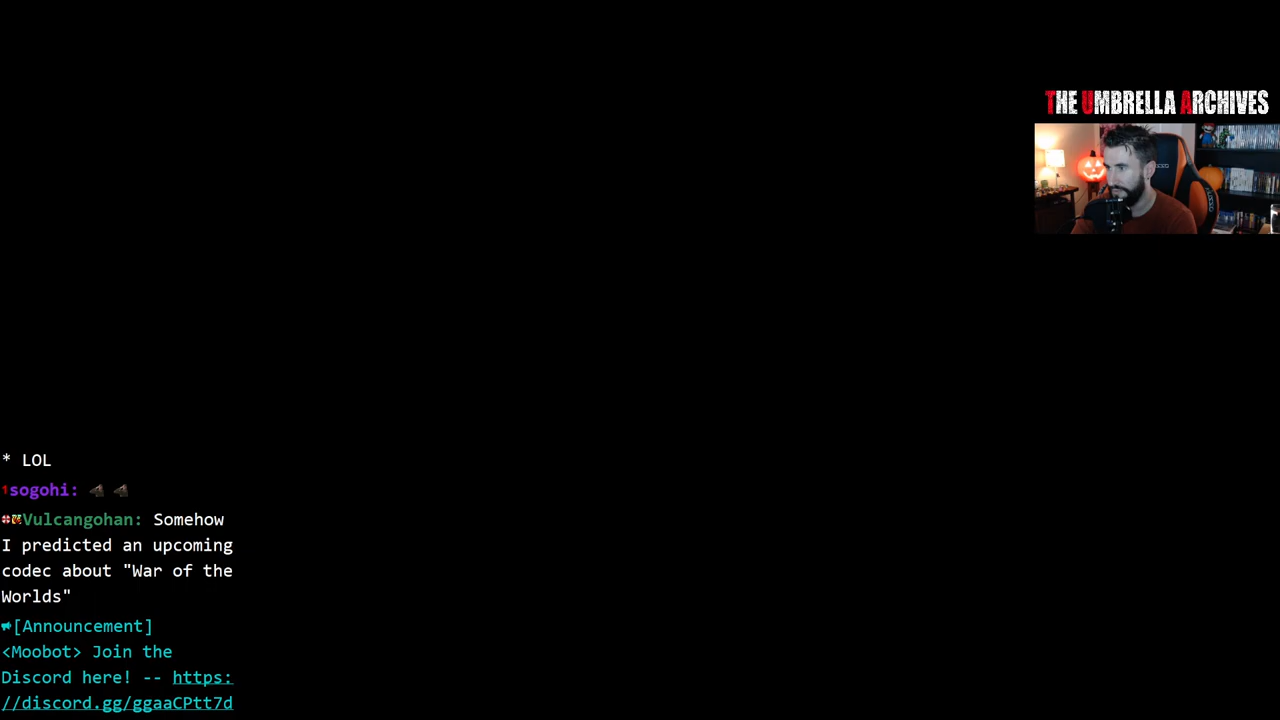 THE UMBRELLA ARCHIVES
* LOL
sogohi:
Vulcangohan: Somehow
I predicted an upcoming
codec about "War of the
Worlds"
[Announcement]
<Moobot> Join the
Discord here! -- https:
//discord.gg/ggaaCPtt7d